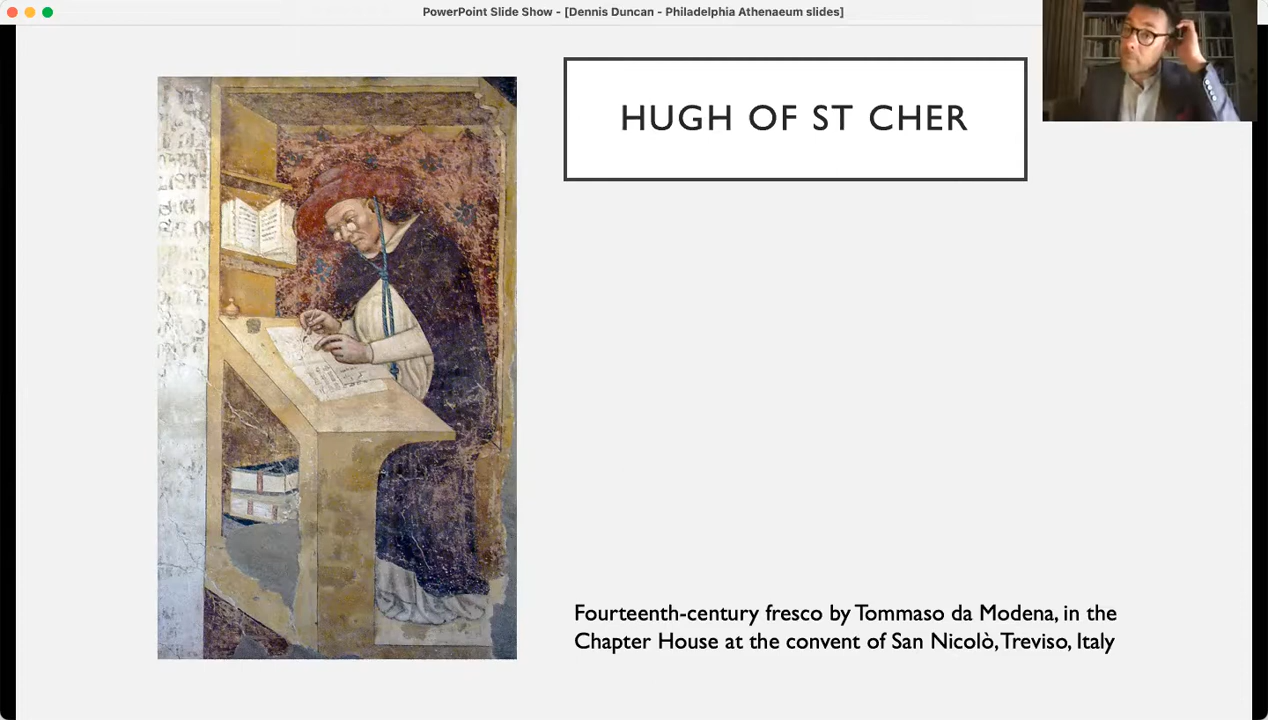 PowerPoint Slide Show - [Dennis Duncan - Philadelphia Athenaeum slides]
HUGH OF ST CHER
Fourteenth-century fresco by Tommaso da Modena, in the
Chapter House at the convent of San Nicolò, Treviso, Italy